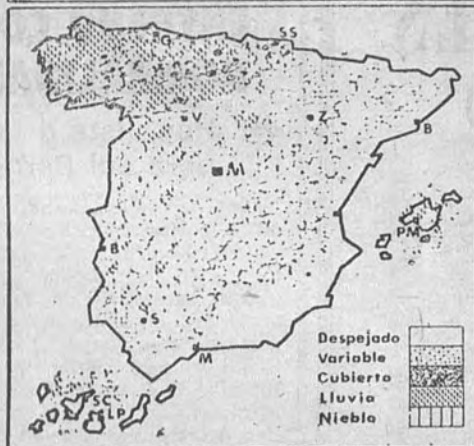 C G SS
V Z
B
M
PM
B
S
M
SC
LP
Despejado
Variable
Cubierto
Lluvia
Niebla